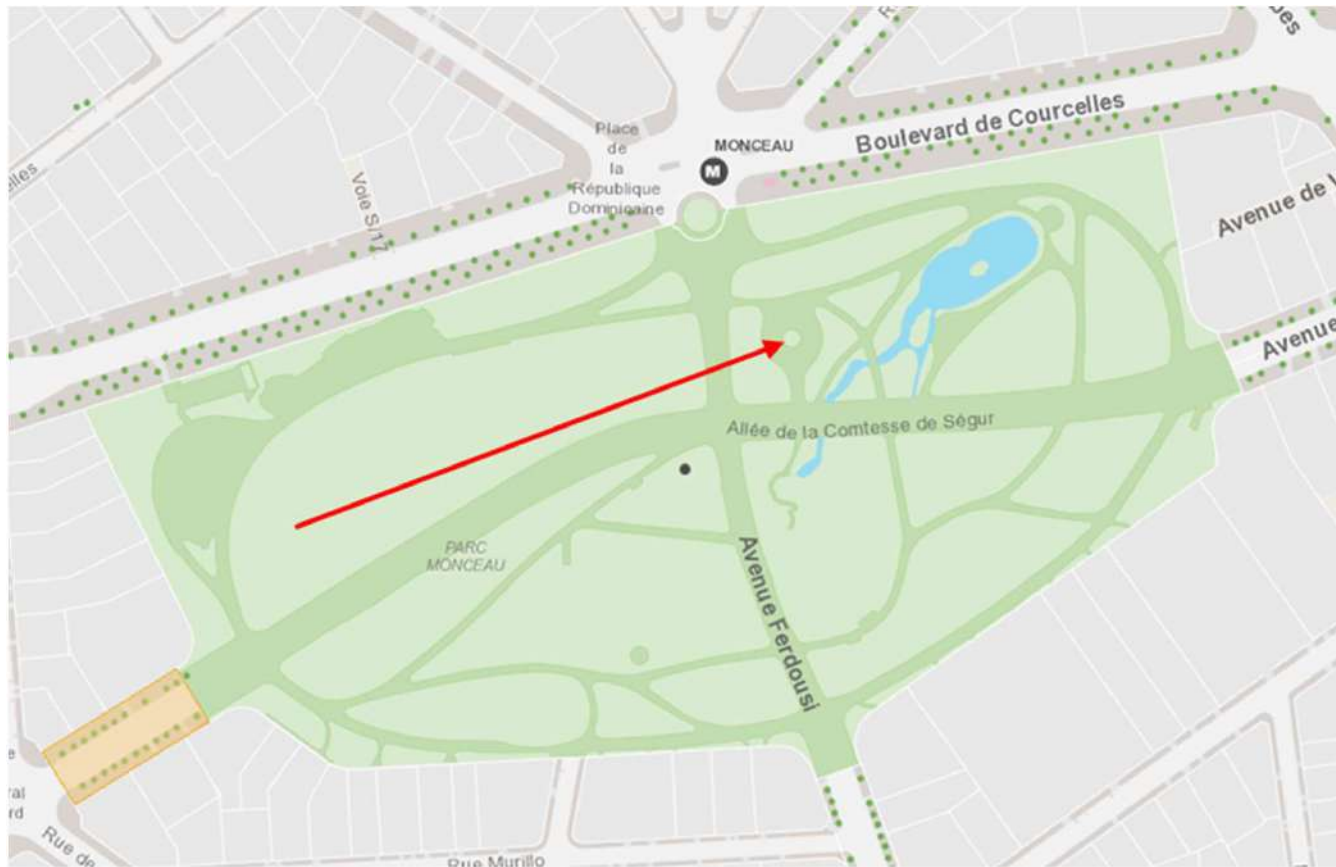 Boulevard de Courcelles
Place
de
la
République
Dominicaine
MONCEAU
M
Voie S/17
elles
Avenue de V
Avenue
Allée de la Comtesse de Ségur
PARC
MONCEAU
Avenue Ferdousi
Rue de
Rue Murillo